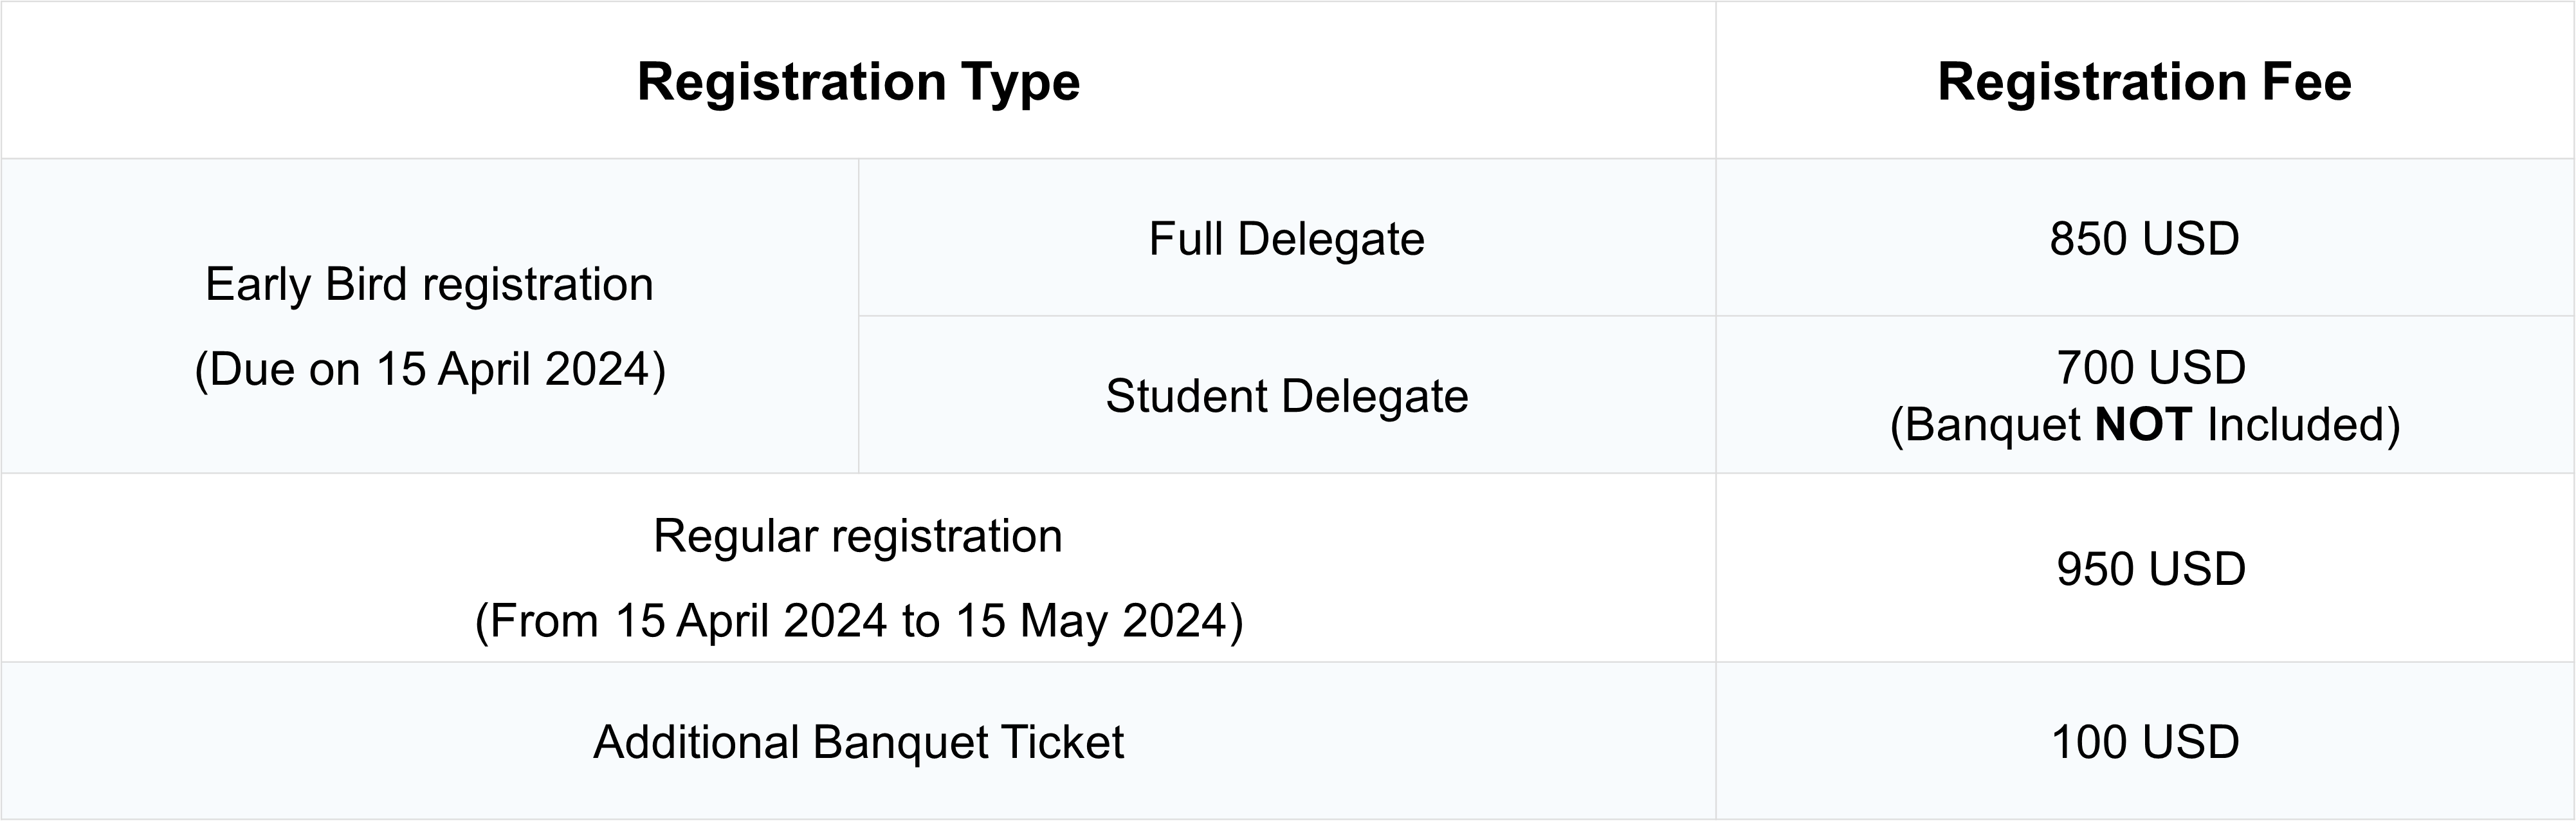 Registration Type
Registration Fee
Early Bird registration
(Due on 15 April 2024)
Full Delegate
850 USD
Student Delegate
700 USD
(Banquet NOT Included)
Regular registration
(From 15 April 2024 to 15 May 2024)
950 USD
Additional Banquet Ticket
100 USD